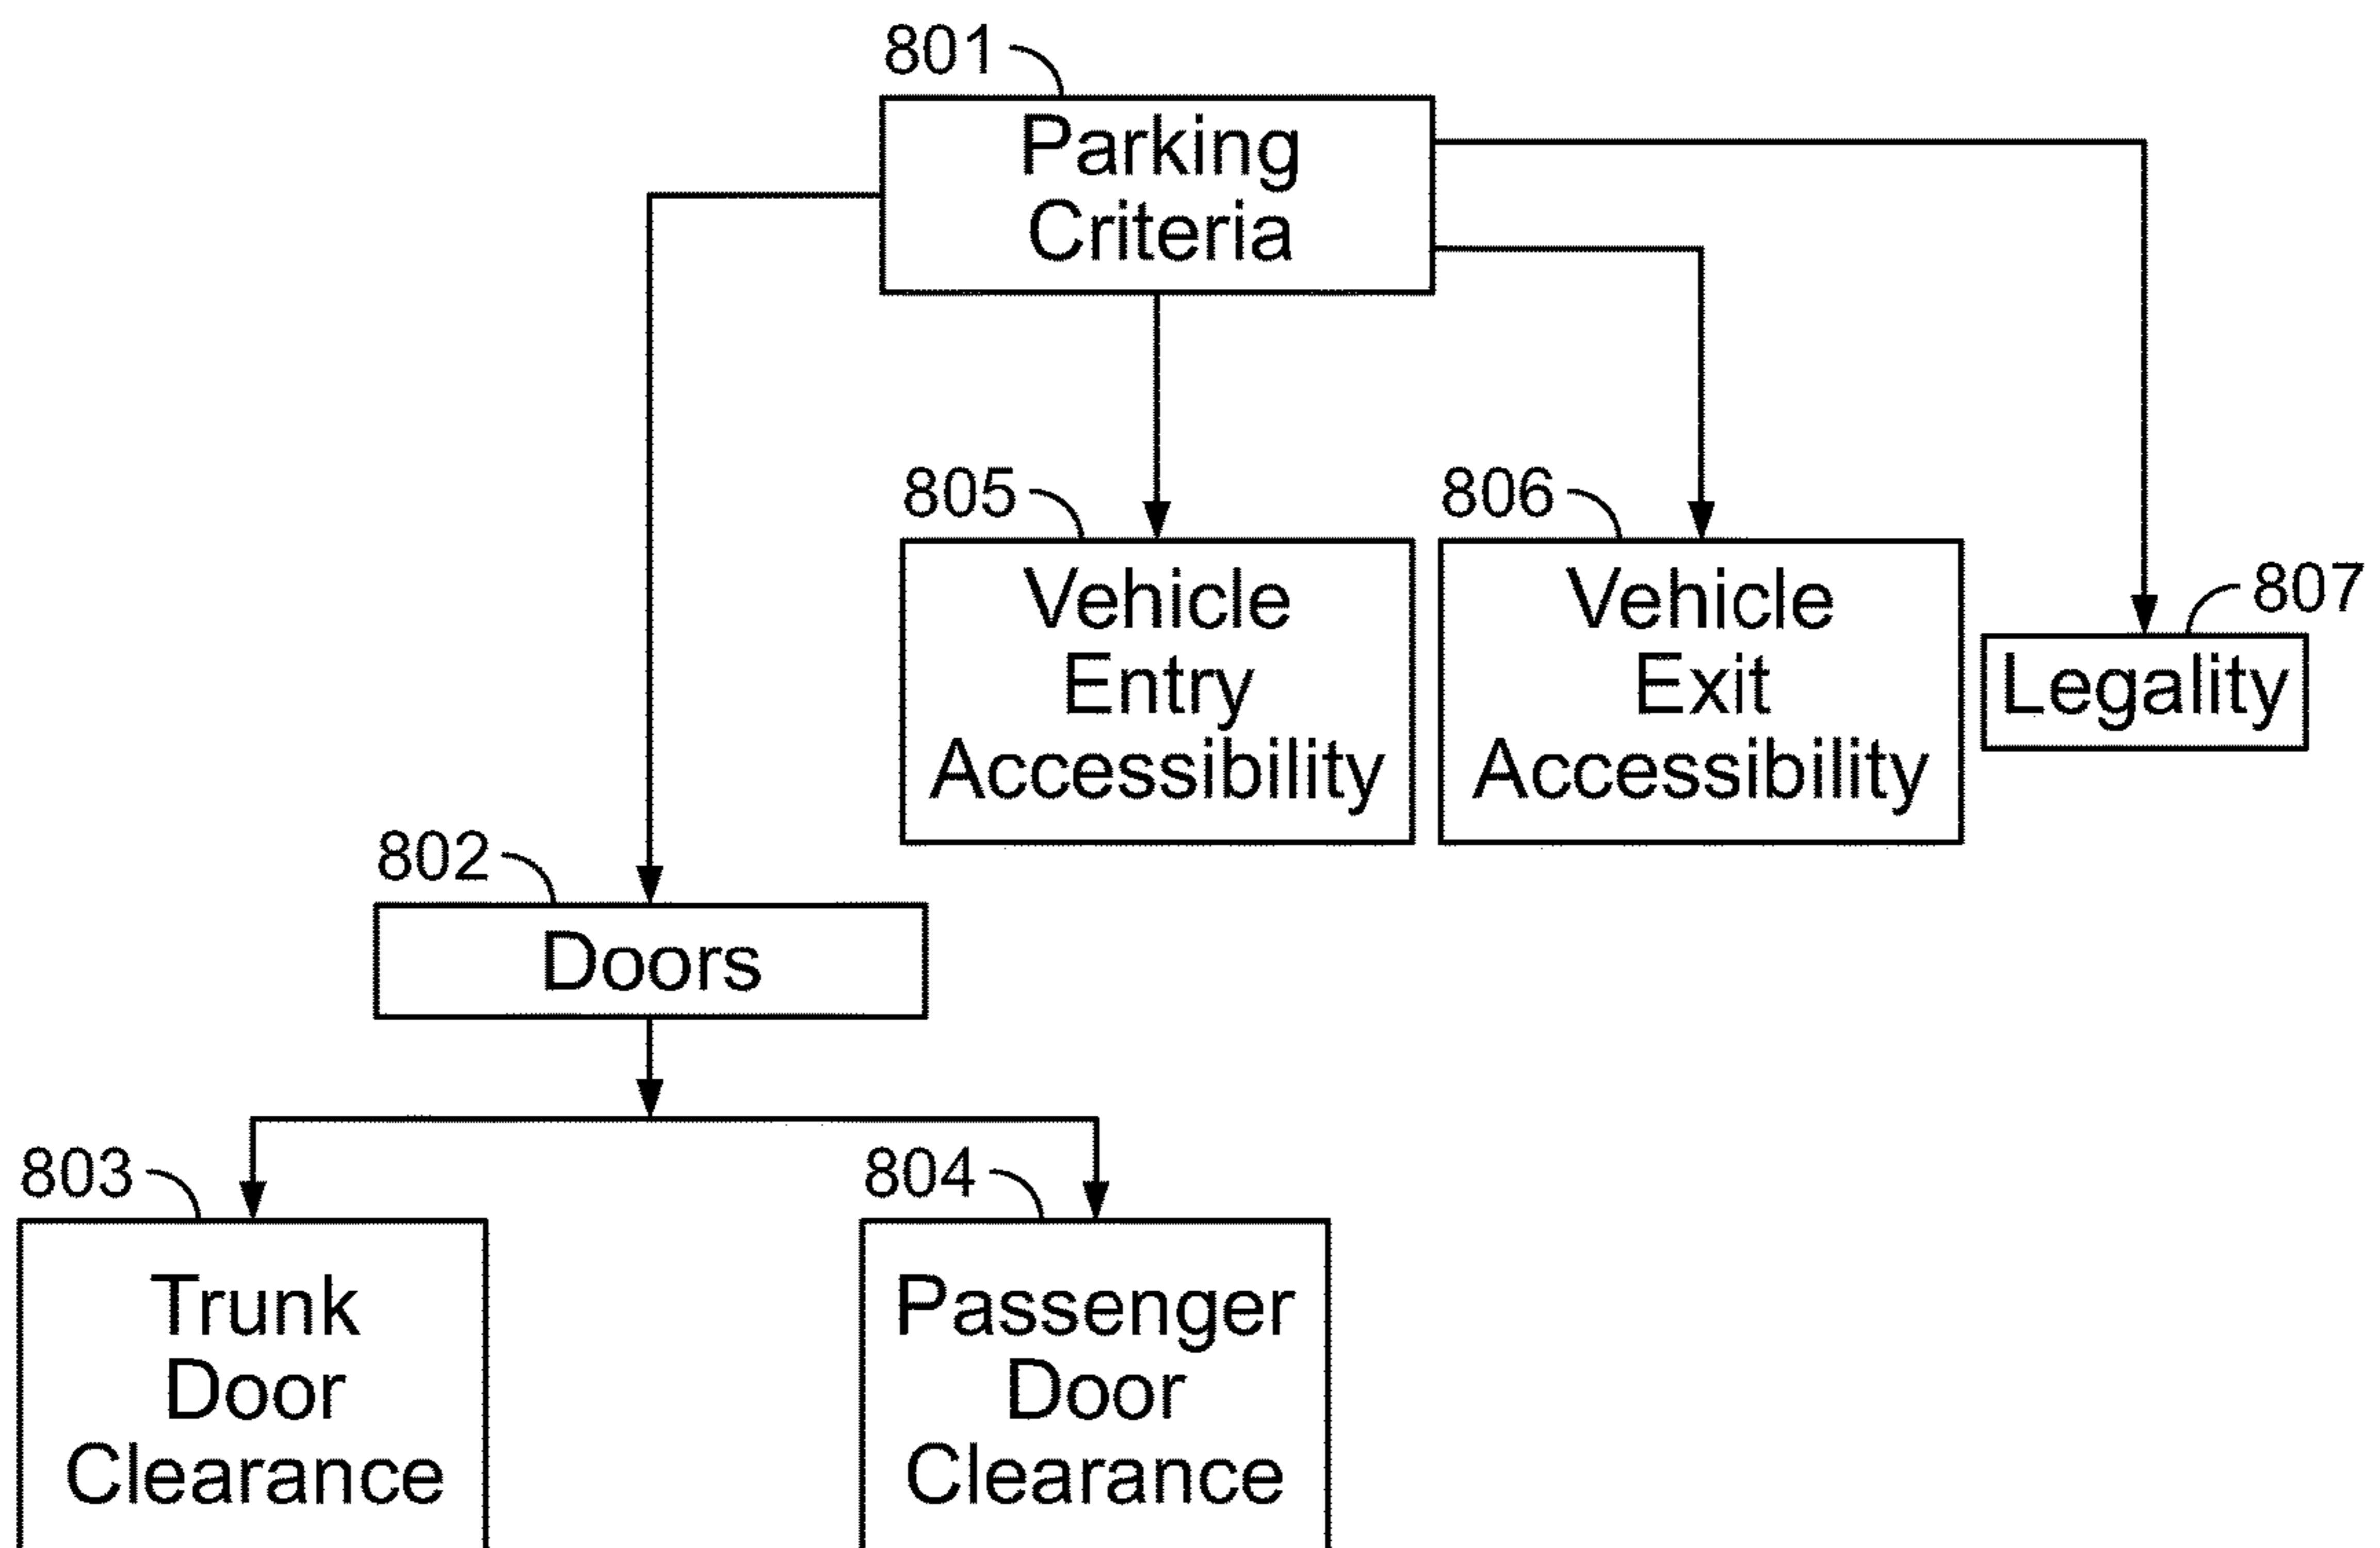 801
Parking
Criteria
805
Vehicle
Entry
Accessibility
806
Vehicle
Exit
Accessibility
807
Legality
802
Doors
803
Trunk
Door
Clearance
804
Passenger
Door
Clearance